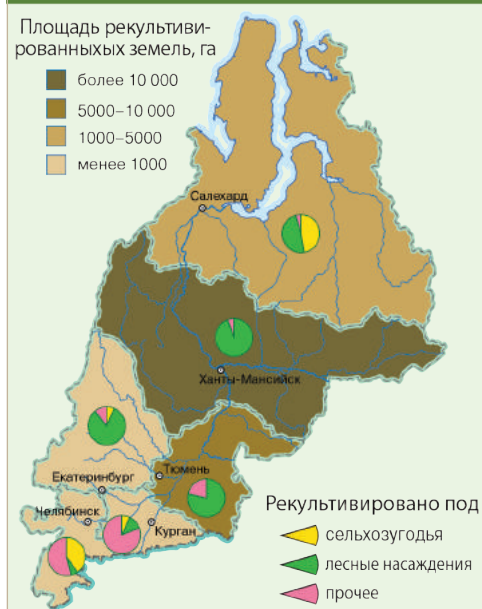 Площадь рекультиви-
рованныхых земель, га
более 10 000
5000–10 000
1000–5000
менее 1000
Салехард
Ханты-Мансийск
Тюмень
Екатеринбург
Челябинск
Курган
Рекультивировано под
сельхозугодья
лесные насаждения
прочее